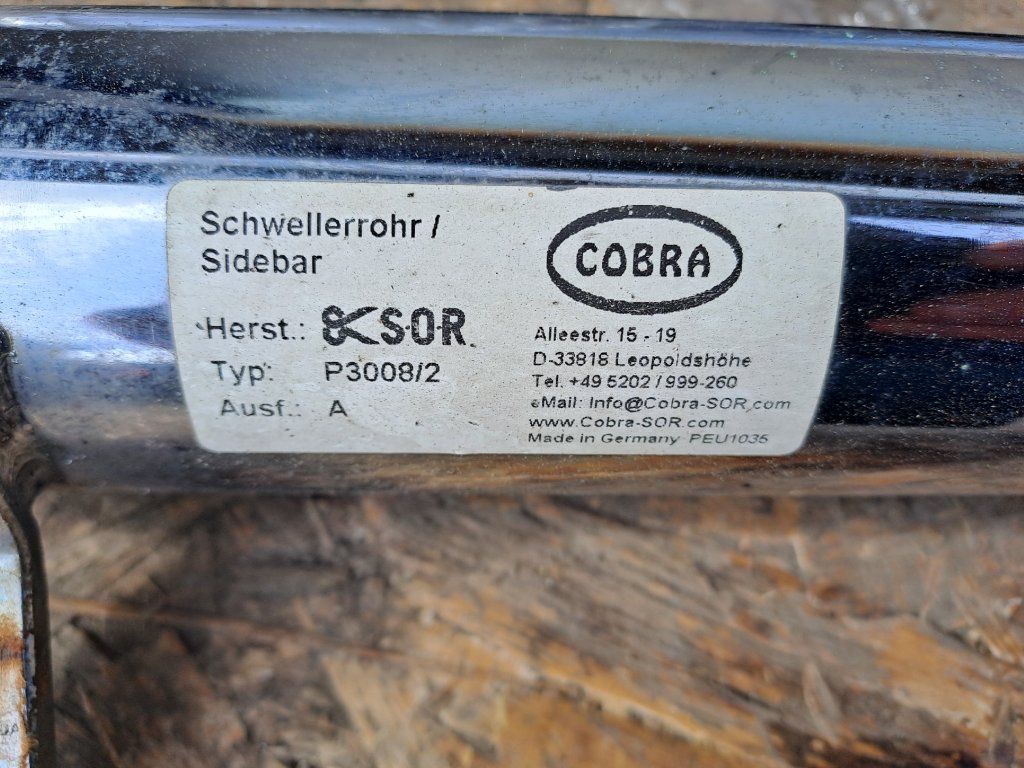 Schwellerrohr /
Sidebar
Herst.: S.O.R.
Typ: P3008/2
Ausf.: A
COBRA
Alleestr. 15 - 19
D-33818 Leopoldshöhe
Tel. +49 5202 / 999-260
eMail: Info@Cobra-SOR.com
www.Cobra-SOR.com
Made in Germany PEU1035